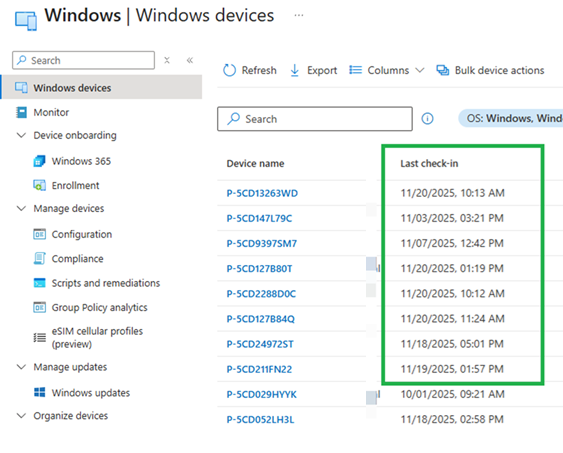 Windows | Windows devices ...
Search
Windows devices
Monitor
Device onboarding
Windows 365
Enrollment
Manage devices
Configuration
Compliance
Scripts and remediations
Group Policy analytics
eSIM cellular profiles
(preview)
Manage updates
Windows updates
Organize devices
Refresh Export Columns Bulk device actions
Search OS: Windows, Wind
Device name Last check-in
P-5CD13263WD 11/20/2025, 10:13 AM
P-5CD147L79C 11/03/2025, 03:21 PM
P-5CD9397SM7 11/07/2025, 12:42 PM
P-5CD127B80T 11/20/2025, 01:19 PM
P-5CD2288D0C 11/20/2025, 10:12 AM
P-5CD127B84Q 11/20/2025, 11:24 AM
P-5CD24972ST 11/18/2025, 05:01 PM
P-5CD211FN22 11/19/2025, 01:57 PM
P-5CD029HYYK 10/01/2025, 09:21 AM
P-5CD052LH3L 11/18/2025, 02:58 PM